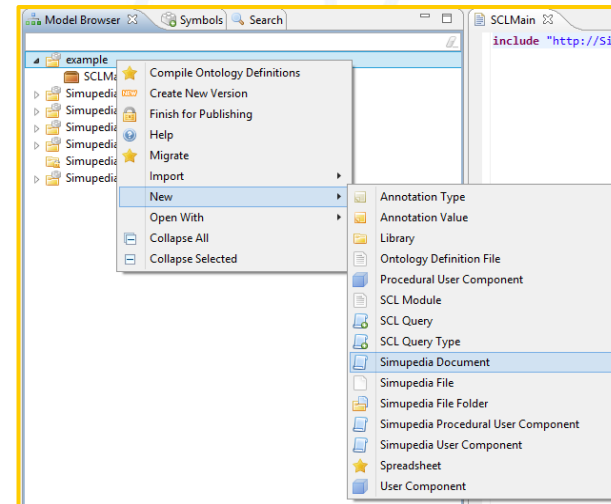 Model Browser Symbols Search
SCLMain
include "http://Si
example
SCLMa
Simupedia
Simupedia
Simupedia
Simupedia
Simupedia
Simupedia
Compile Ontology Definitions
NEW Create New Version
Finish for Publishing
Help
Migrate
Import
New
Open With
Collapse All
Collapse Selected
Annotation Type
Annotation Value
Library
Ontology Definition File
Procedural User Component
SCL Module
SCL Query
SCL Query Type
Simupedia Document
Simupedia File
Simupedia File Folder
Simupedia Procedural User Component
Simupedia User Component
Spreadsheet
User Component